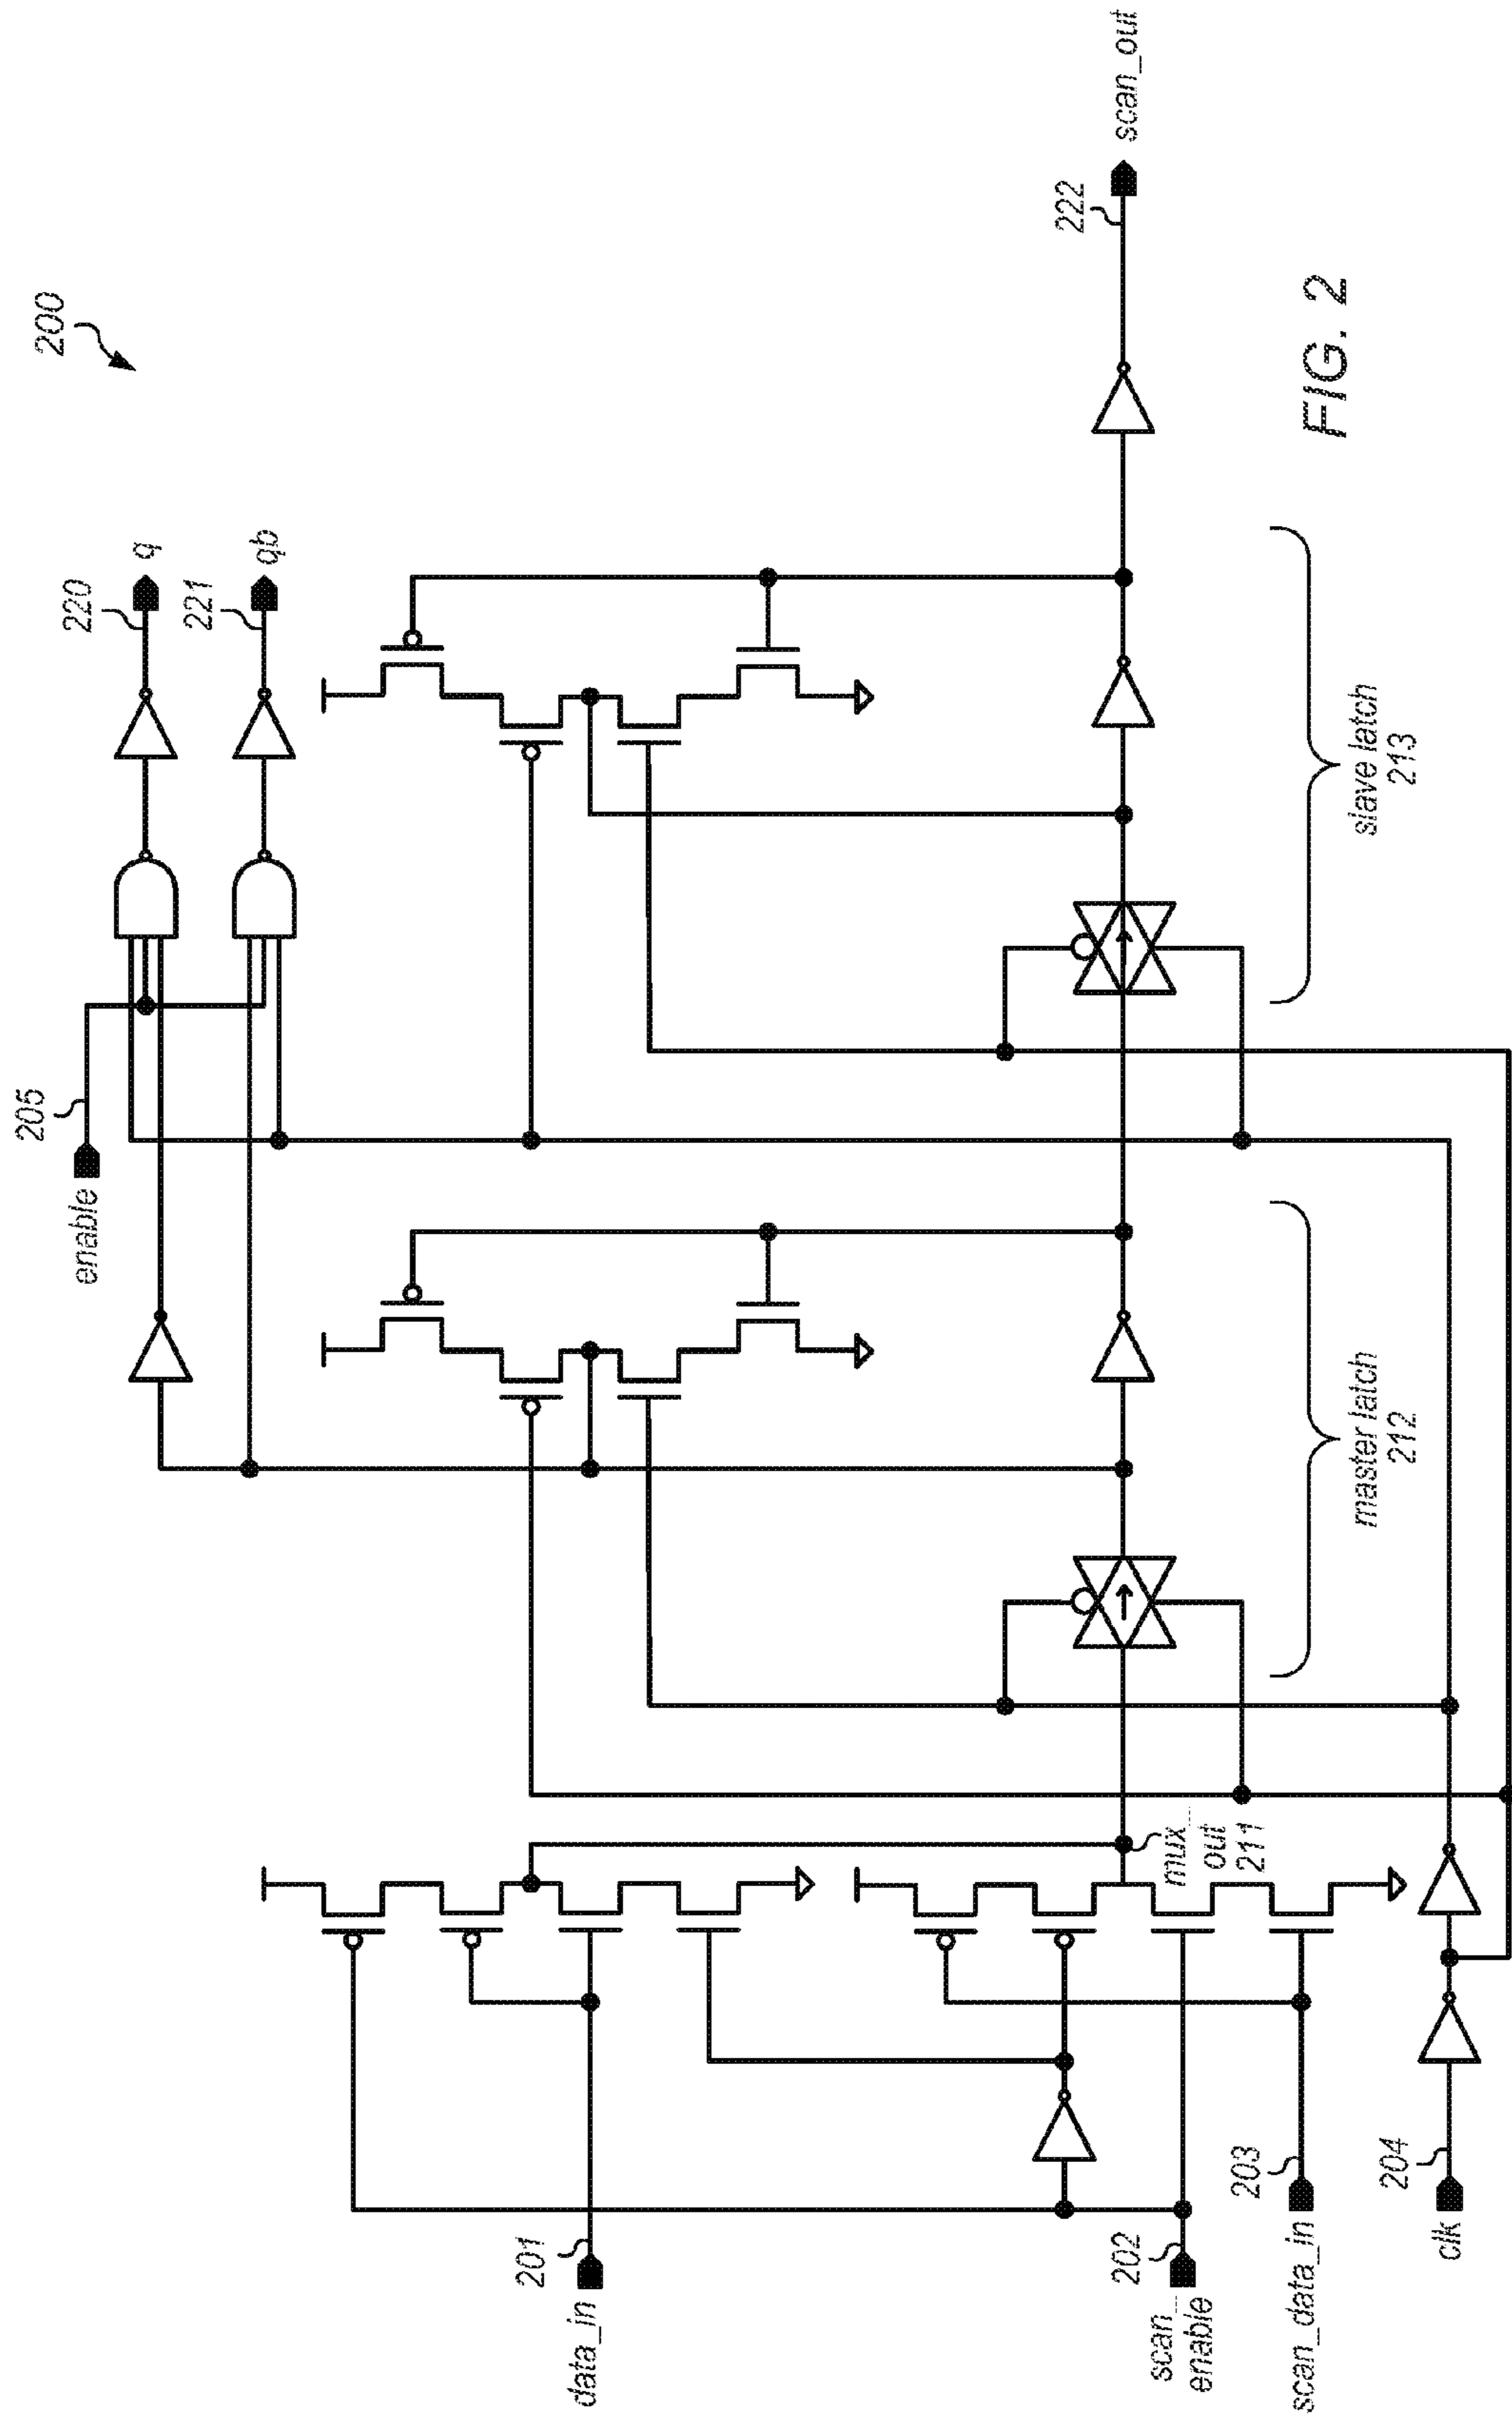 200
enable
205
220
q
221
qb
data_in
201
scan_
enable
202
scan_data_in
203
clk
204
mux_
out
211
master latch
212
slave latch
213
222
scan_out
FIG. 2